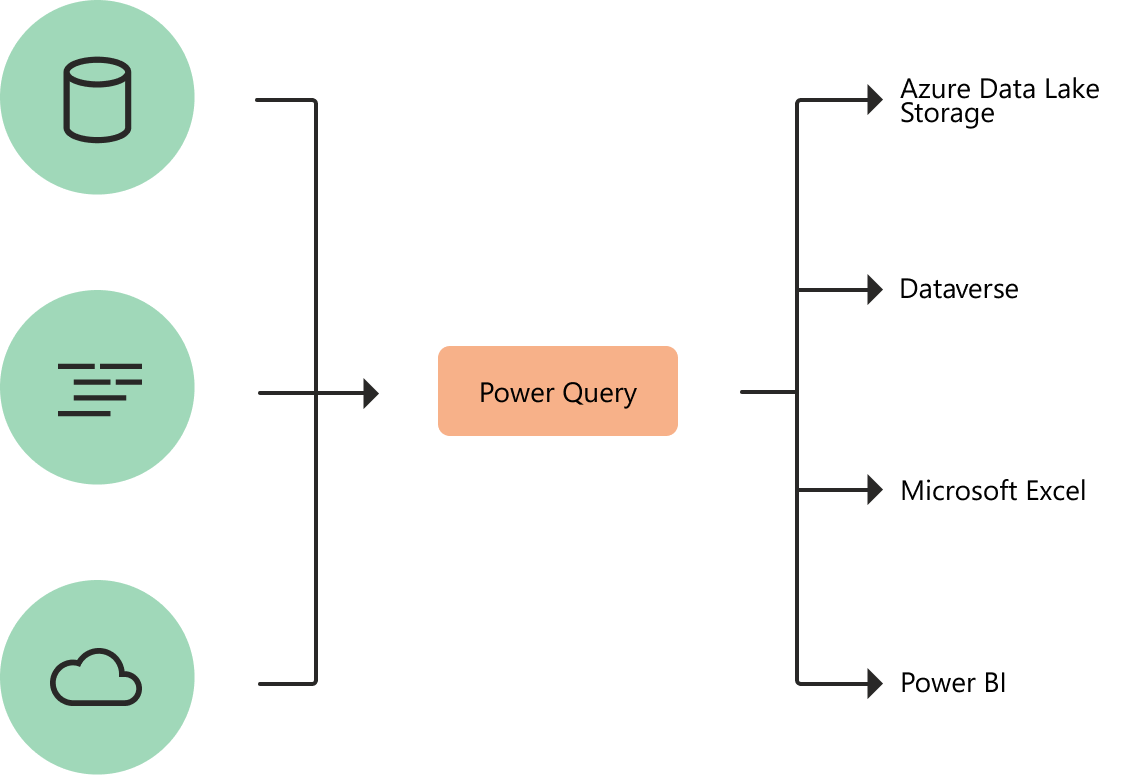 Azure Data Lake
Storage
Dataverse
Power Query
Microsoft Excel
Power BI